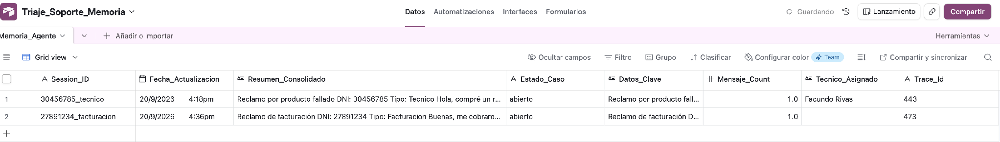 Triaje_Soporte_Memoria Datos Automatizaciones Interfaces Formularios Guardando Lanzamiento Compartir
Memoria_Agente Añadir o importar Herramientas
Grid view Ocultar campos Filtro Grupo Clasificar Configurar color Team Compartir y sincronizar
Session_ID Fecha_Actualizacion Resumen_Consolidado Estado_Caso Datos_Clave Mensaje_Count Tecnico_Asignado Trace_Id
1 30456785_tecnico 20/9/2026 4:18pm Reclamo por producto fallado DNI: 30456785 Tipo: Tecnico Hola, compré un r... abierto Reclamo por producto fall... 1.0 Facundo Rivas 443
2 27891234_facturacion 20/9/2026 4:36pm Reclamo de facturación DNI: 27891234 Tipo: Facturacion Buenas, me cobraro... abierto Reclamo de facturación D... 1.0 473